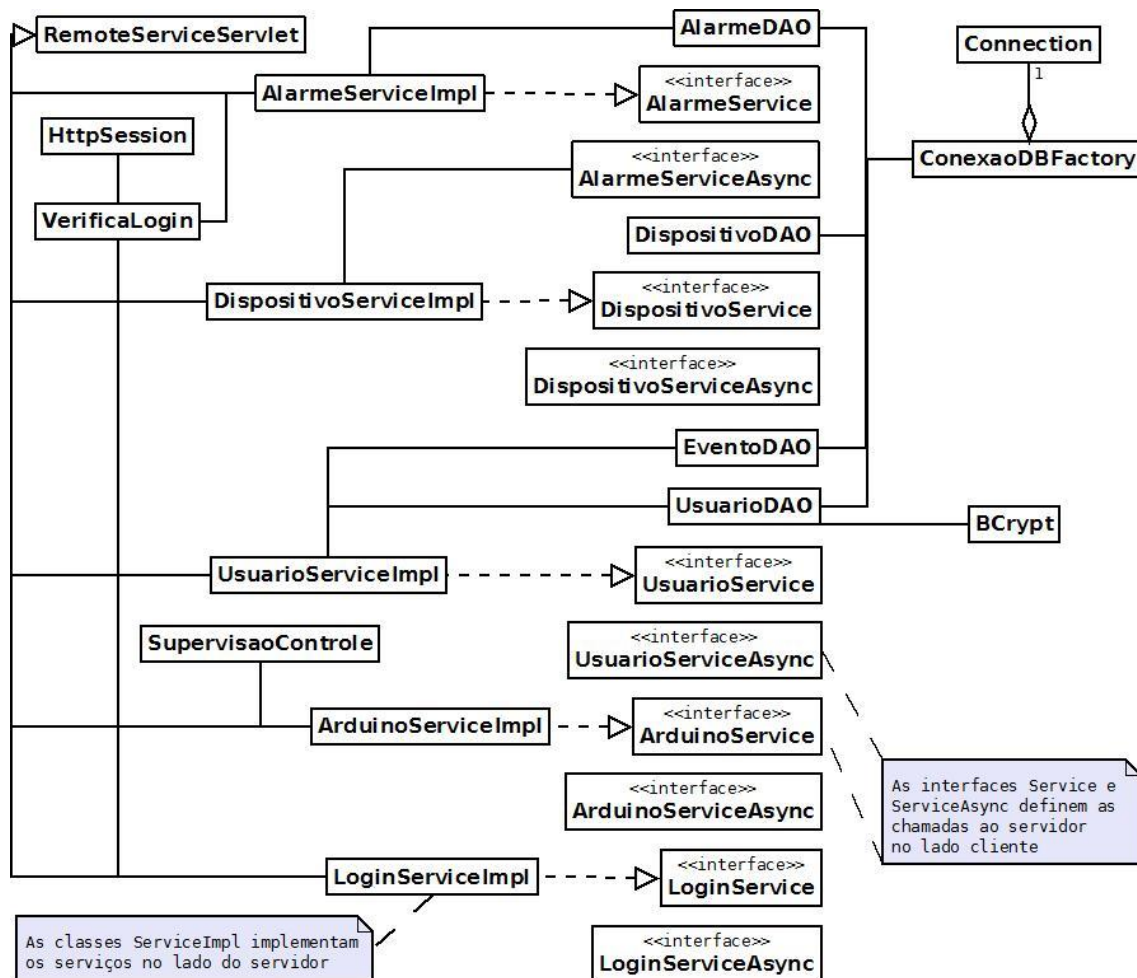 RemoteServiceServlet
AlarmeDAO
Connection
1
AlarmeServiceImpl
<<interface>>
AlarmeService
HttpSession
ConexaoDBFactory
<<interface>>
AlarmeServiceAsync
VerificaLogin
DispositivoDAO
DispositivoServiceImpl
<<interface>>
DispositivoService
<<interface>>
DispositivoServiceAsync
EventoDAO
UsuarioDAO
BCrypt
UsuarioServiceImpl
<<interface>>
UsuarioService
SupervisaoControle
<<interface>>
UsuarioServiceAsync
ArduinoServiceImpl
<<interface>>
ArduinoService
<<interface>>
ArduinoServiceAsync
As interfaces Service e
ServiceAsync definem as
chamadas ao servidor
no lado cliente
LoginServiceImpl
<<interface>>
LoginService
As classes ServiceImpl implementam
os serviços no lado do servidor
<<interface>>
LoginServiceAsync